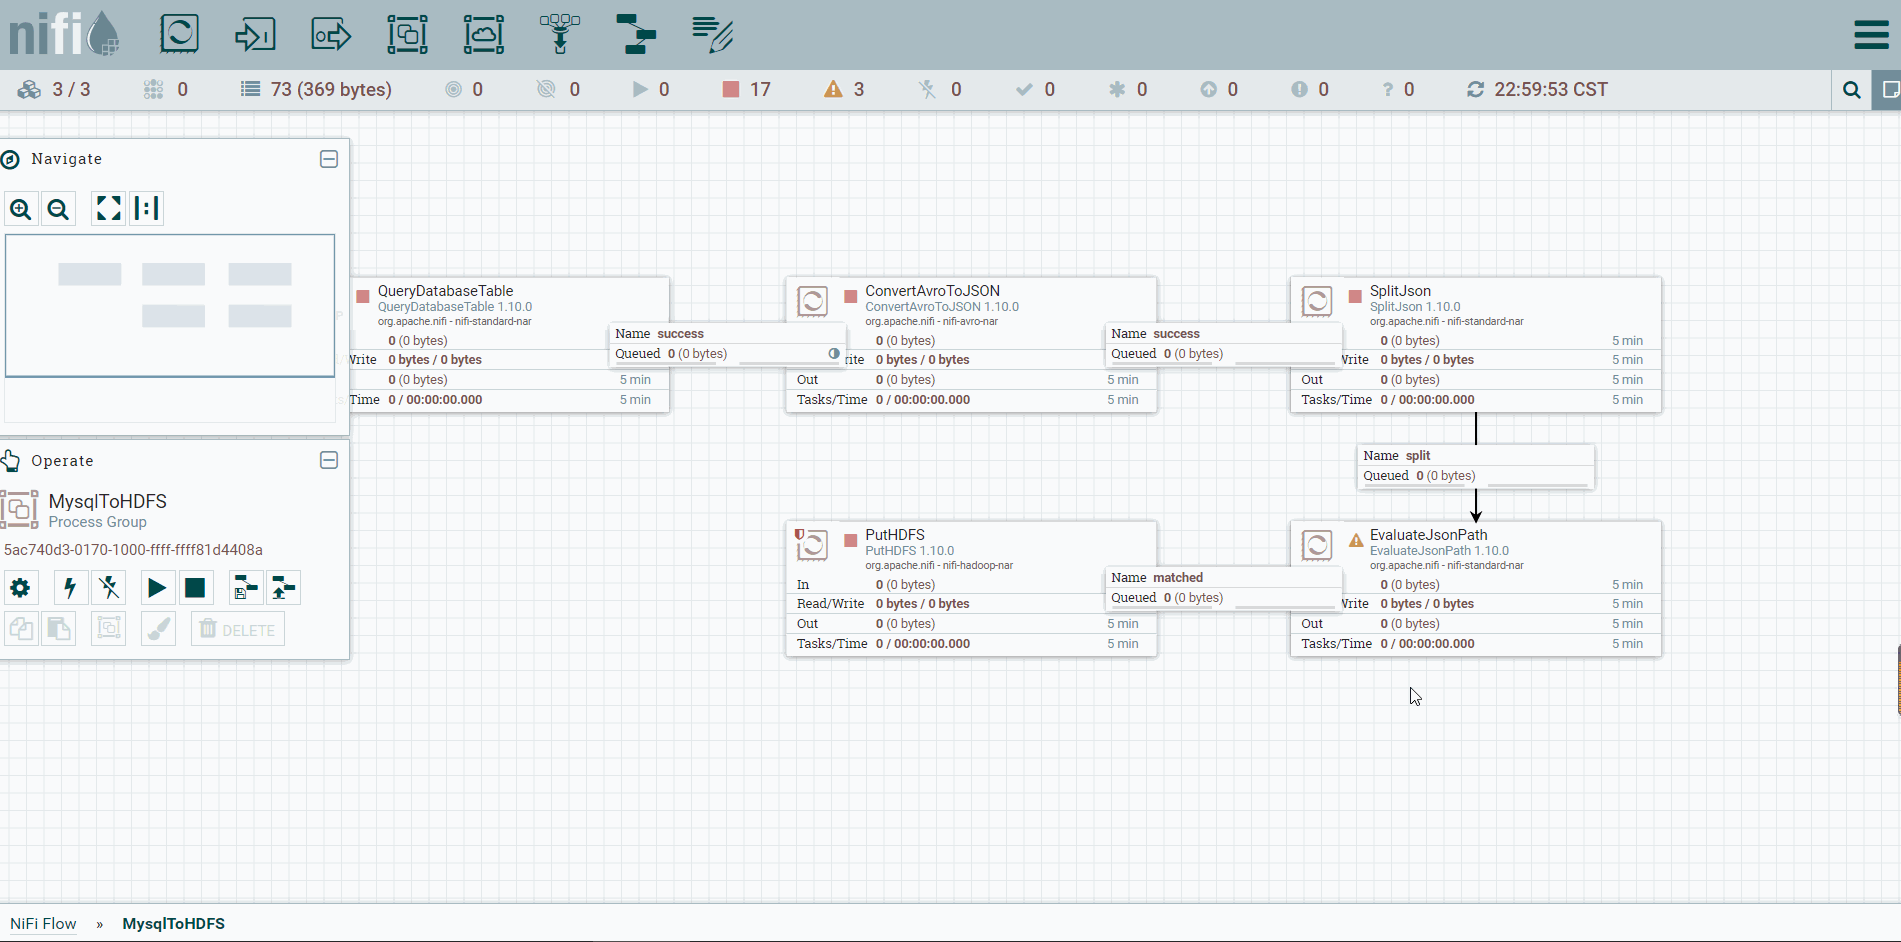 nifi
3 / 3 0 73 (369 bytes) 0 0 0 17 3 0 0 0 0 0 ? 0 22:59:53 CST
Navigate
Operate
MysqlToHDFS
Process Group
5ac740d3-0170-1000-ffff-ffff81d4408a
DELETE
QueryDatabaseTable
QueryDatabaseTable 1.10.0
org.apache.nifi - nifi-standard-nar
0 (0 bytes)
/Write 0 bytes / 0 bytes
0 (0 bytes) 5 min
Time 0 / 00:00:00.000 5 min
Name success
Queued 0 (0 bytes)
ConvertAvroToJSON
ConvertAvroToJSON 1.10.0
org.apache.nifi - nifi-avro-nar
0 (0 bytes)
rite 0 bytes / 0 bytes
Out 0 (0 bytes) 5 min
Tasks/Time 0 / 00:00:00.000 5 min
Name success
Queued 0 (0 bytes)
SplitJson
SplitJson 1.10.0
org.apache.nifi - nifi-standard-nar
0 (0 bytes) 5 min
Write 0 bytes / 0 bytes 5 min
Out 0 (0 bytes) 5 min
Tasks/Time 0 / 00:00:00.000 5 min
Name split
Queued 0 (0 bytes)
PutHDFS
PutHDFS 1.10.0
org.apache.nifi - nifi-hadoop-nar
In 0 (0 bytes)
Read/Write 0 bytes / 0 bytes
Out 0 (0 bytes) 5 min
Tasks/Time 0 / 00:00:00.000 5 min
Name matched
Queued 0 (0 bytes)
EvaluateJsonPath
EvaluateJsonPath 1.10.0
org.apache.nifi - nifi-standard-nar
0 (0 bytes) 5 min
Write 0 bytes / 0 bytes 5 min
Out 0 (0 bytes) 5 min
Tasks/Time 0 / 00:00:00.000 5 min
NiFi Flow » MysqlToHDFS